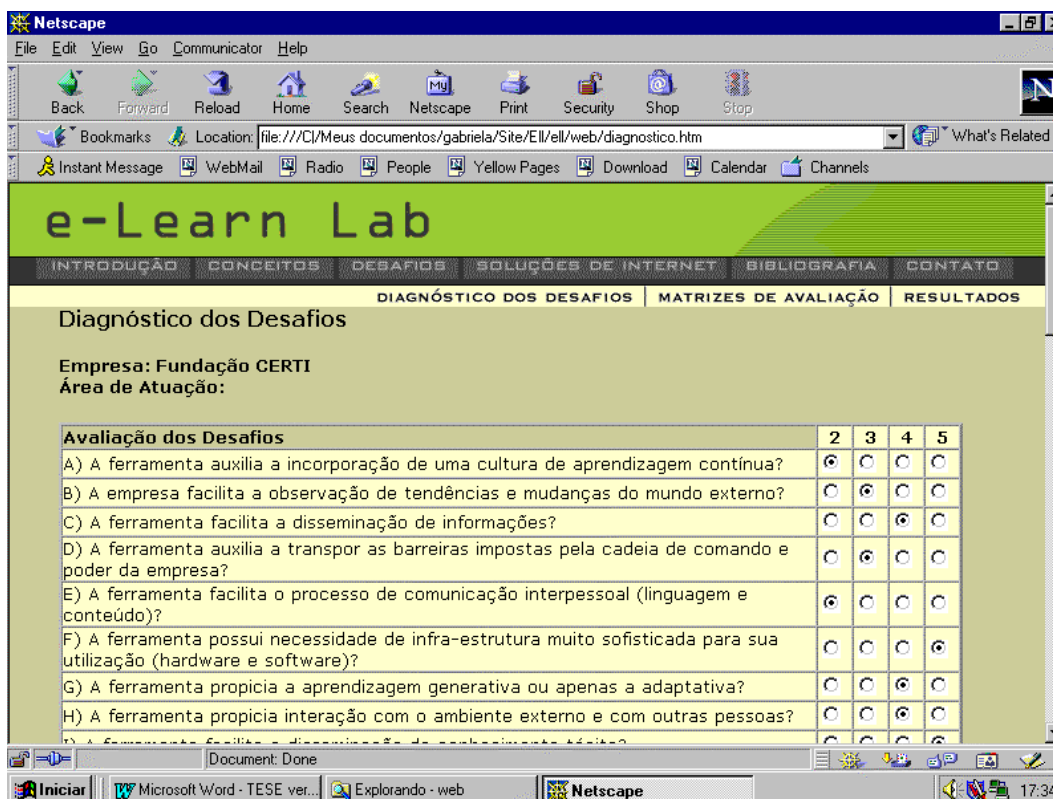 Netscape
File Edit View Go Communicator Help
Back Forward Reload Home Search Netscape Print Security Shop Stop
Bookmarks Location: file:///C|/Meus documentos/gabriela/Site/Ell/ell/web/diagnostico.htm What's Related
Instant Message WebMail Radio People Yellow Pages Download Calendar Channels
e-Learn Lab
INTRODUÇÃO CONCEITOS DESAFIOS SOLUÇÕES DE INTERNET BIBLIOGRAFIA CONTATO
DIAGNÓSTICO DOS DESAFIOS | MATRIZES DE AVALIAÇÃO | RESULTADOS
Diagnóstico dos Desafios
Empresa: Fundação CERTI
Área de Atuação:
Avaliação dos Desafios 2 3 4 5
A) A ferramenta auxilia a incorporação de uma cultura de aprendizagem contínua?
B) A empresa facilita a observação de tendências e mudanças do mundo externo?
C) A ferramenta facilita a disseminação de informações?
D) A ferramenta auxilia a transpor as barreiras impostas pela cadeia de comando e
poder da empresa?
E) A ferramenta facilita o processo de comunicação interpessoal (linguagem e
conteúdo)?
F) A ferramenta possui necessidade de infra-estrutura muito sofisticada para sua
utilização (hardware e software)?
G) A ferramenta propicia a aprendizagem generativa ou apenas a adaptativa?
H) A ferramenta propicia interação com o ambiente externo e com outras pessoas?
I) A ferramenta facilita a disseminação do conhecimento tácito?
Document: Done
Iniciar Microsoft Word - TESE ver... Explorando - web Netscape 17:34